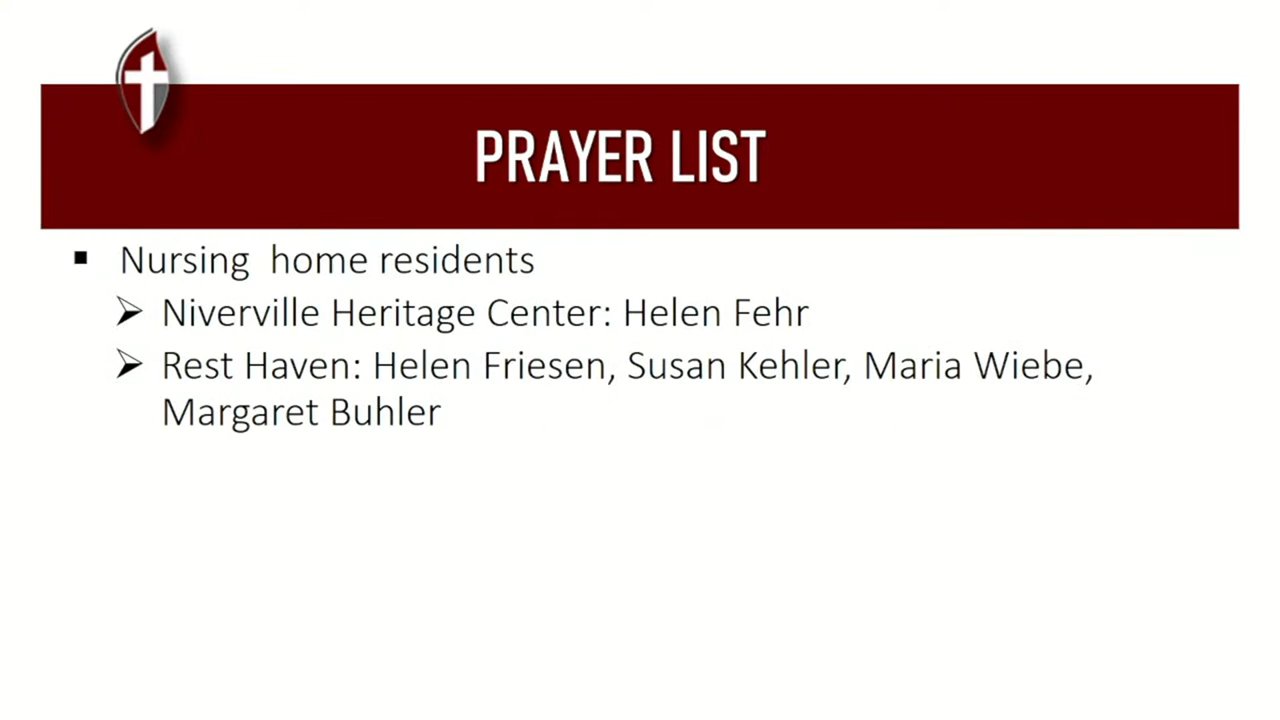 PRAYER LIST
▪ Nursing  home residents
➢ Niverville Heritage Center: Helen Fehr
➢ Rest Haven: Helen Friesen, Susan Kehler, Maria Wiebe,
Margaret Buhler